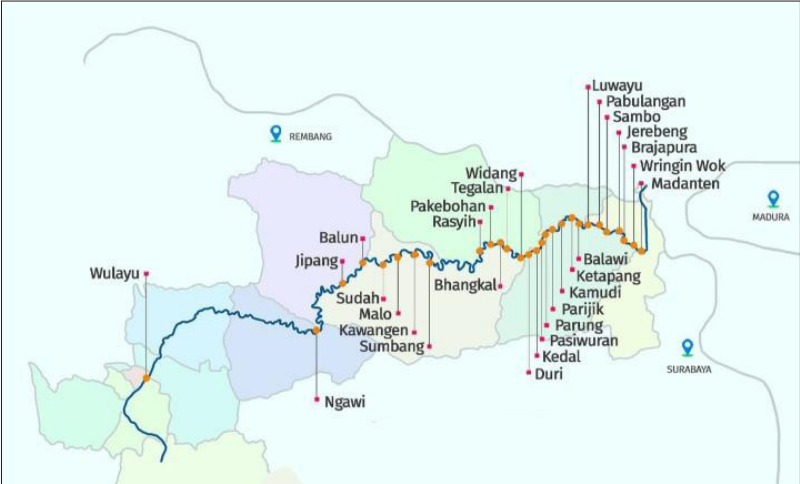 Luwayu
Pabulangan
Sambo
Jerebeng
REMBANG
Brajapura
Wringin Wok
Widang
Madanten
Tegalan
Pakebohan
MADURA
Rasyih
Balun
Jipang
Balawi
Wulayu
Ketapang
Bhangkal
Kamudi
Sudah
Parijik
Malo
Parung
Kawangen
Pasiwuran
Sumbang
Kedal
SURABAYA
Duri
Ngawi